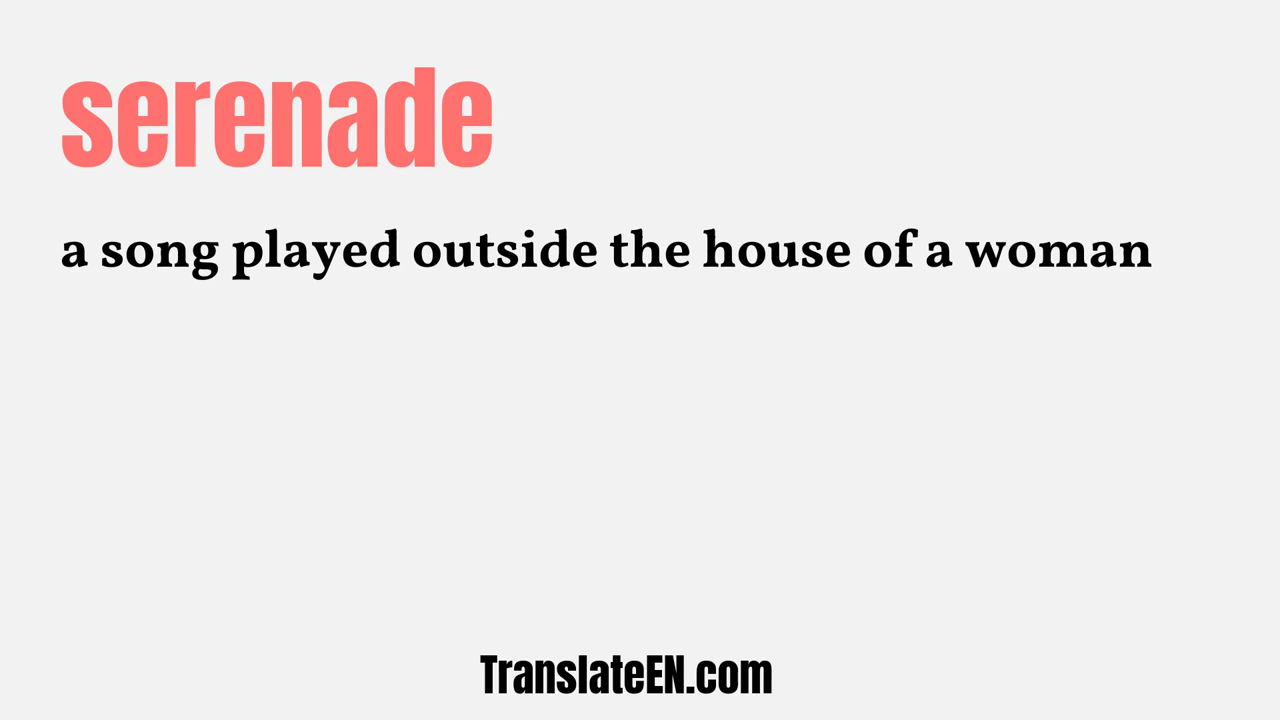 serenade
a song played outside the house of a woman
TranslateEN.com